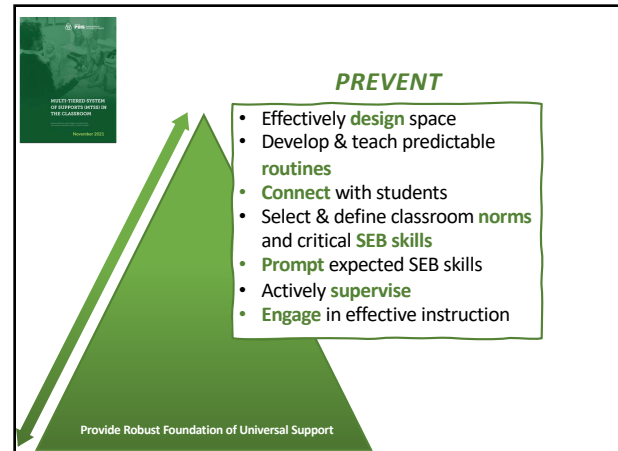 PBIS
MULTI-TIERED SYSTEM
OF SUPPORTS (MTSS) IN
THE CLASSROOM
November 2021
PREVENT
• Effectively design space
• Develop & teach predictable
routines
• Connect with students
• Select & define classroom norms
and critical SEB skills
• Prompt expected SEB skills
• Actively supervise
• Engage in effective instruction
Provide Robust Foundation of Universal Support